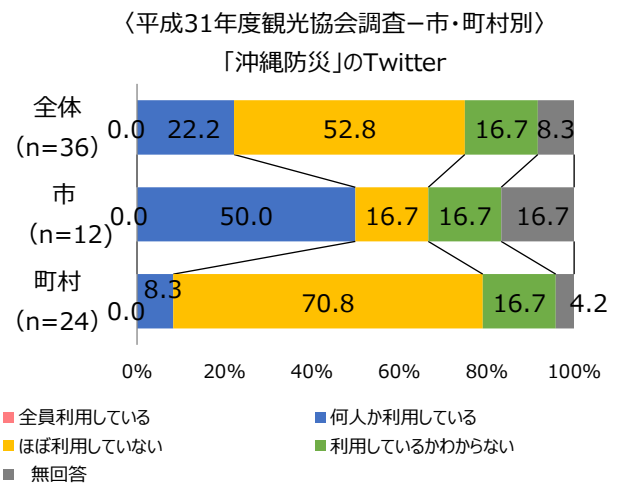 〈平成31年度観光協会調査−市・町村別〉
「沖縄防災」のTwitter
全体
（n=36）
0.0 22.2 52.8 16.7 8.3
市
（n=12）
0.0 50.0 16.7 16.7 16.7
町村
（n=24）
0.0 8.3 70.8 16.7 4.2
0% 20% 40% 60% 80% 100%
全員利用している 何人か利用している
ほぼ利用していない 利用しているかわからない
無回答